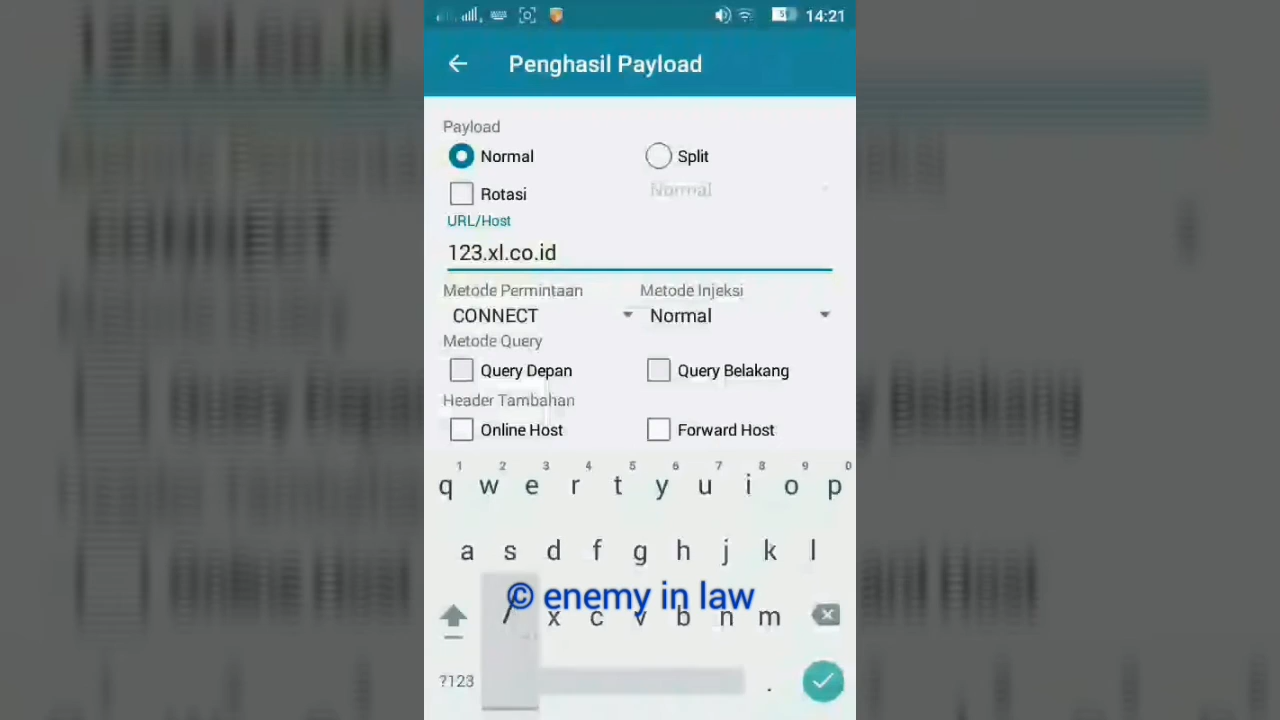 14:21
Penghasil Payload
Payload
Normal
Split
Rotasi
Normal
URL/Host
123.xl.co.id
Metode Permintaan
Metode Injeksi
CONNECT
Normal
Metode Query
Query Depan
Query Belakang
Header Tambahan
Online Host
Forward Host
1 2 3 4 5 6 7 8 9 0
q w e r t y u i o p
a s d f g h j k l
© enemy in law
/ x c v b n m
?123 .